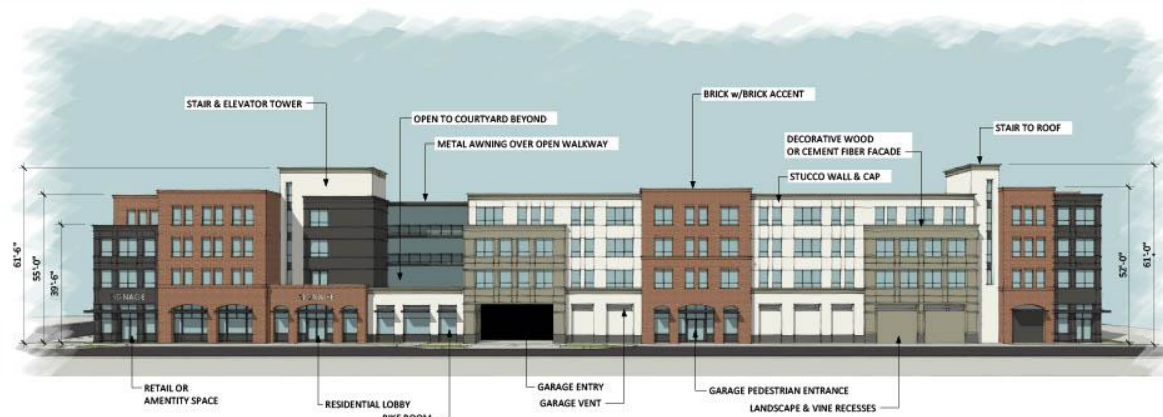 BRICK w/BRICK ACCENT
STAIR & ELEVATOR TOWER
OPEN TO COURTYARD BEYOND
STAIR TO ROOF
DECORATIVE WOOD
OR CEMENT FIBER FACADE
METAL AWNING OVER OPEN WALKWAY
STUCCO WALL & CAP
61'-6"
55'-0"
39'-6"
52'-0"
61'-0"
SIGNAGE
SIGNAGE
RETAIL OR
AMENTITY SPACE
RESIDENTIAL LOBBY
BIKE ROOM
GARAGE ENTRY
GARAGE VENT
GARAGE PEDESTRIAN ENTRANCE
LANDSCAPE & VINE RECESSES